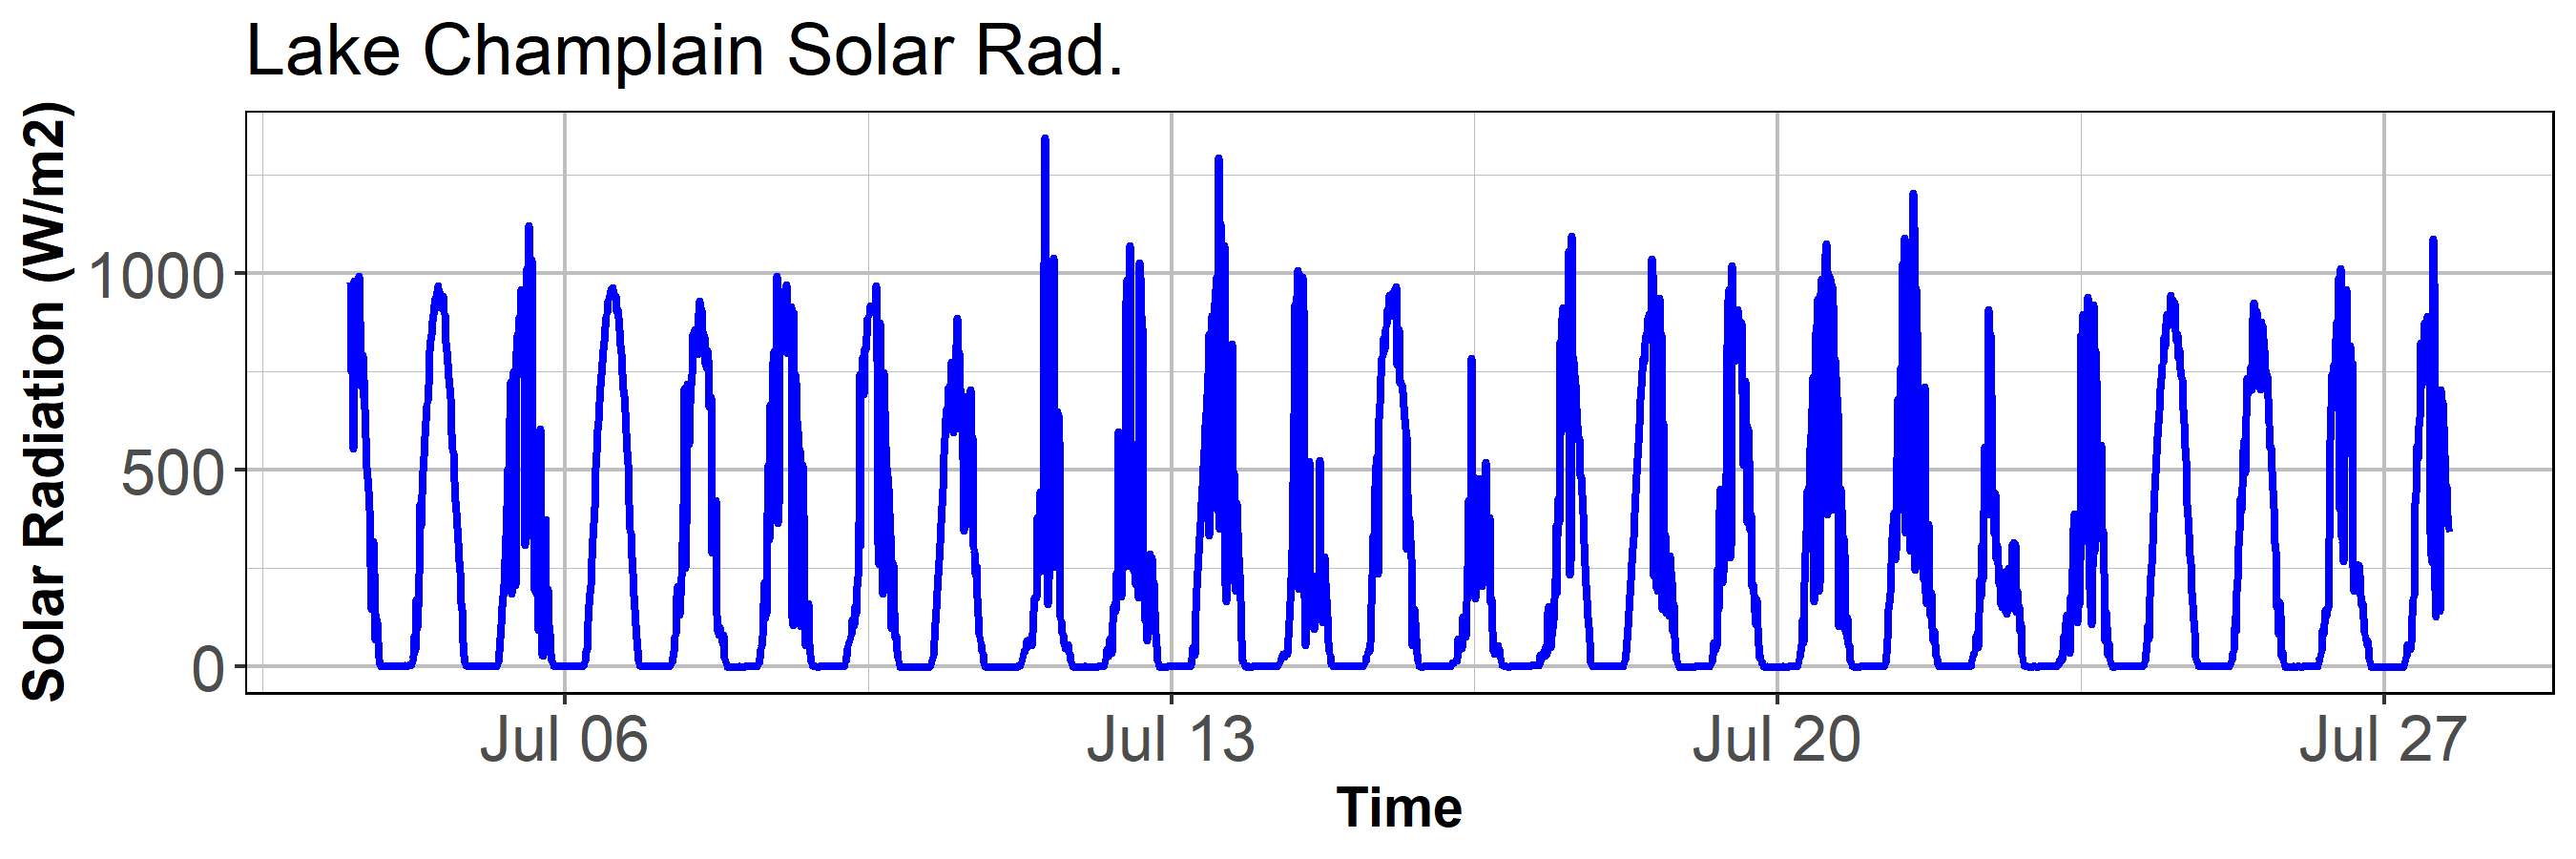 Lake Champlain Solar Rad.
Solar Radiation (W/m2)
1000
500
0
Jul 06
Jul 13
Jul 20
Jul 27
Time